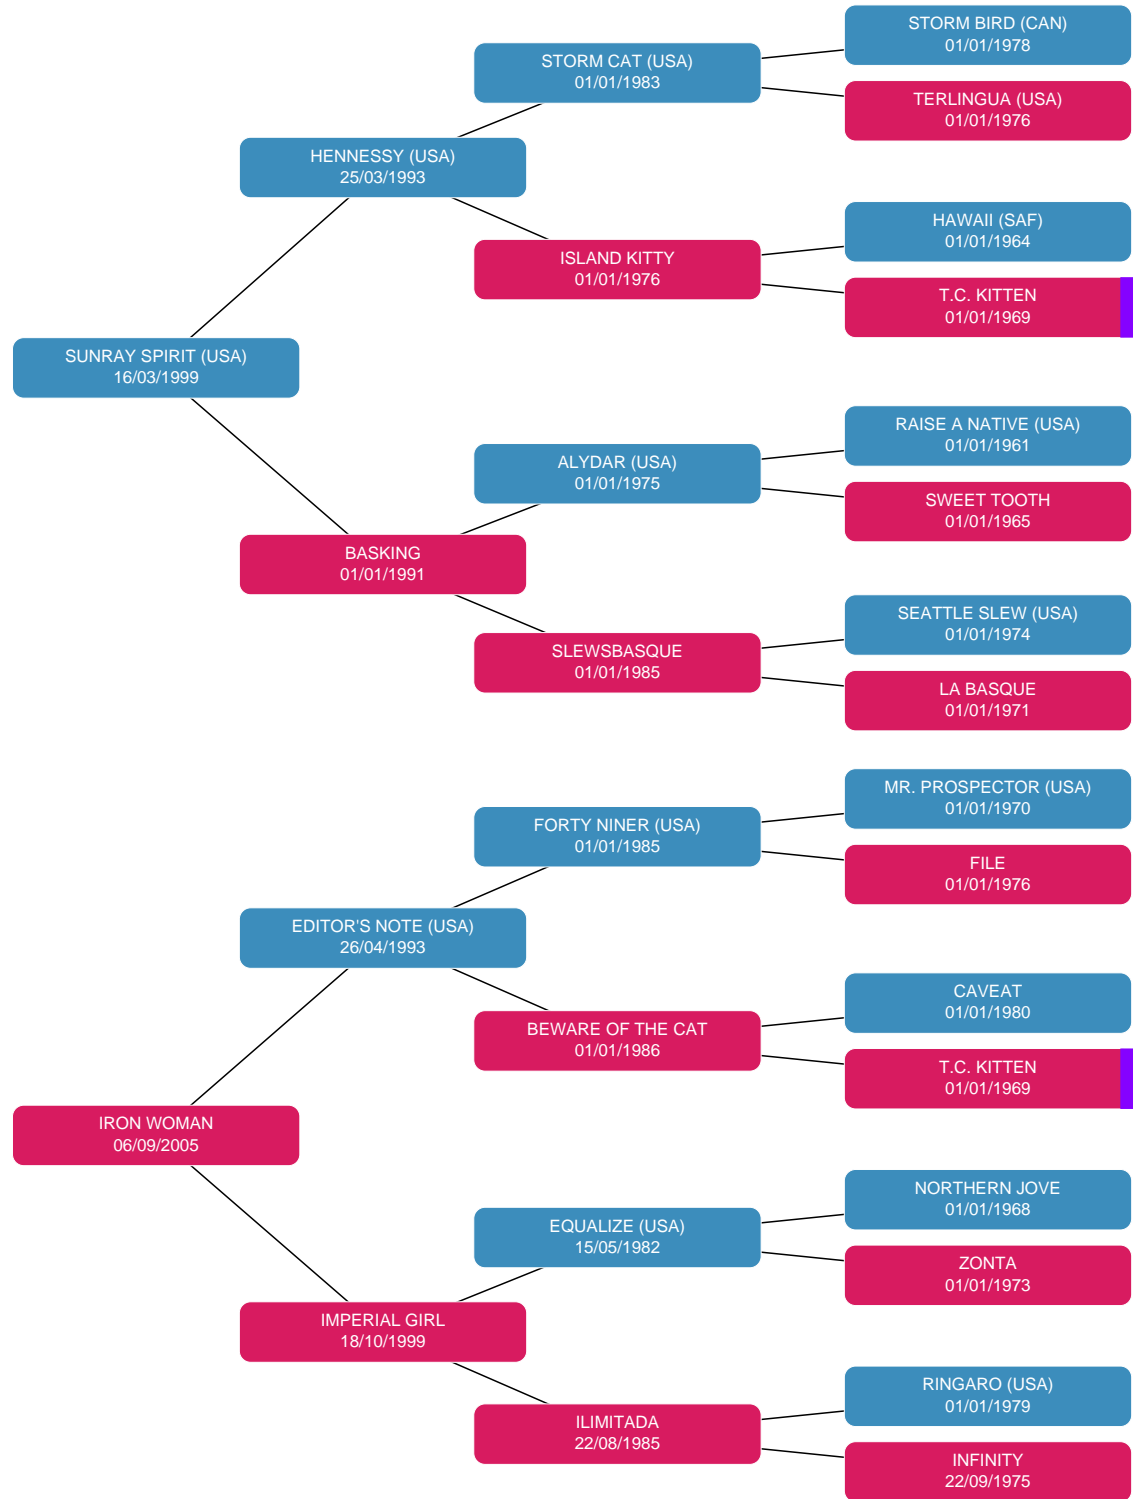 STORM BIRD (CAN)
01/01/1978
STORM CAT (USA)
01/01/1983
TERLINGUA (USA)
01/01/1976
HENNESSY (USA)
25/03/1993
HAWAII (SAF)
01/01/1964
ISLAND KITTY
01/01/1976
T.C. KITTEN
01/01/1969
SUNRAY SPIRIT (USA)
16/03/1999
RAISE A NATIVE (USA)
01/01/1961
ALYDAR (USA)
01/01/1975
SWEET TOOTH
01/01/1965
BASKING
01/01/1991
SEATTLE SLEW (USA)
01/01/1974
SLEWSBASQUE
01/01/1985
LA BASQUE
01/01/1971
MR. PROSPECTOR (USA)
01/01/1970
FORTY NINER (USA)
01/01/1985
FILE
01/01/1976
EDITOR'S NOTE (USA)
26/04/1993
CAVEAT
01/01/1980
BEWARE OF THE CAT
01/01/1986
T.C. KITTEN
01/01/1969
IRON WOMAN
06/09/2005
NORTHERN JOVE
01/01/1968
EQUALIZE (USA)
15/05/1982
ZONTA
01/01/1973
IMPERIAL GIRL
18/10/1999
RINGARO (USA)
01/01/1979
ILIMITADA
22/08/1985
INFINITY
22/09/1975